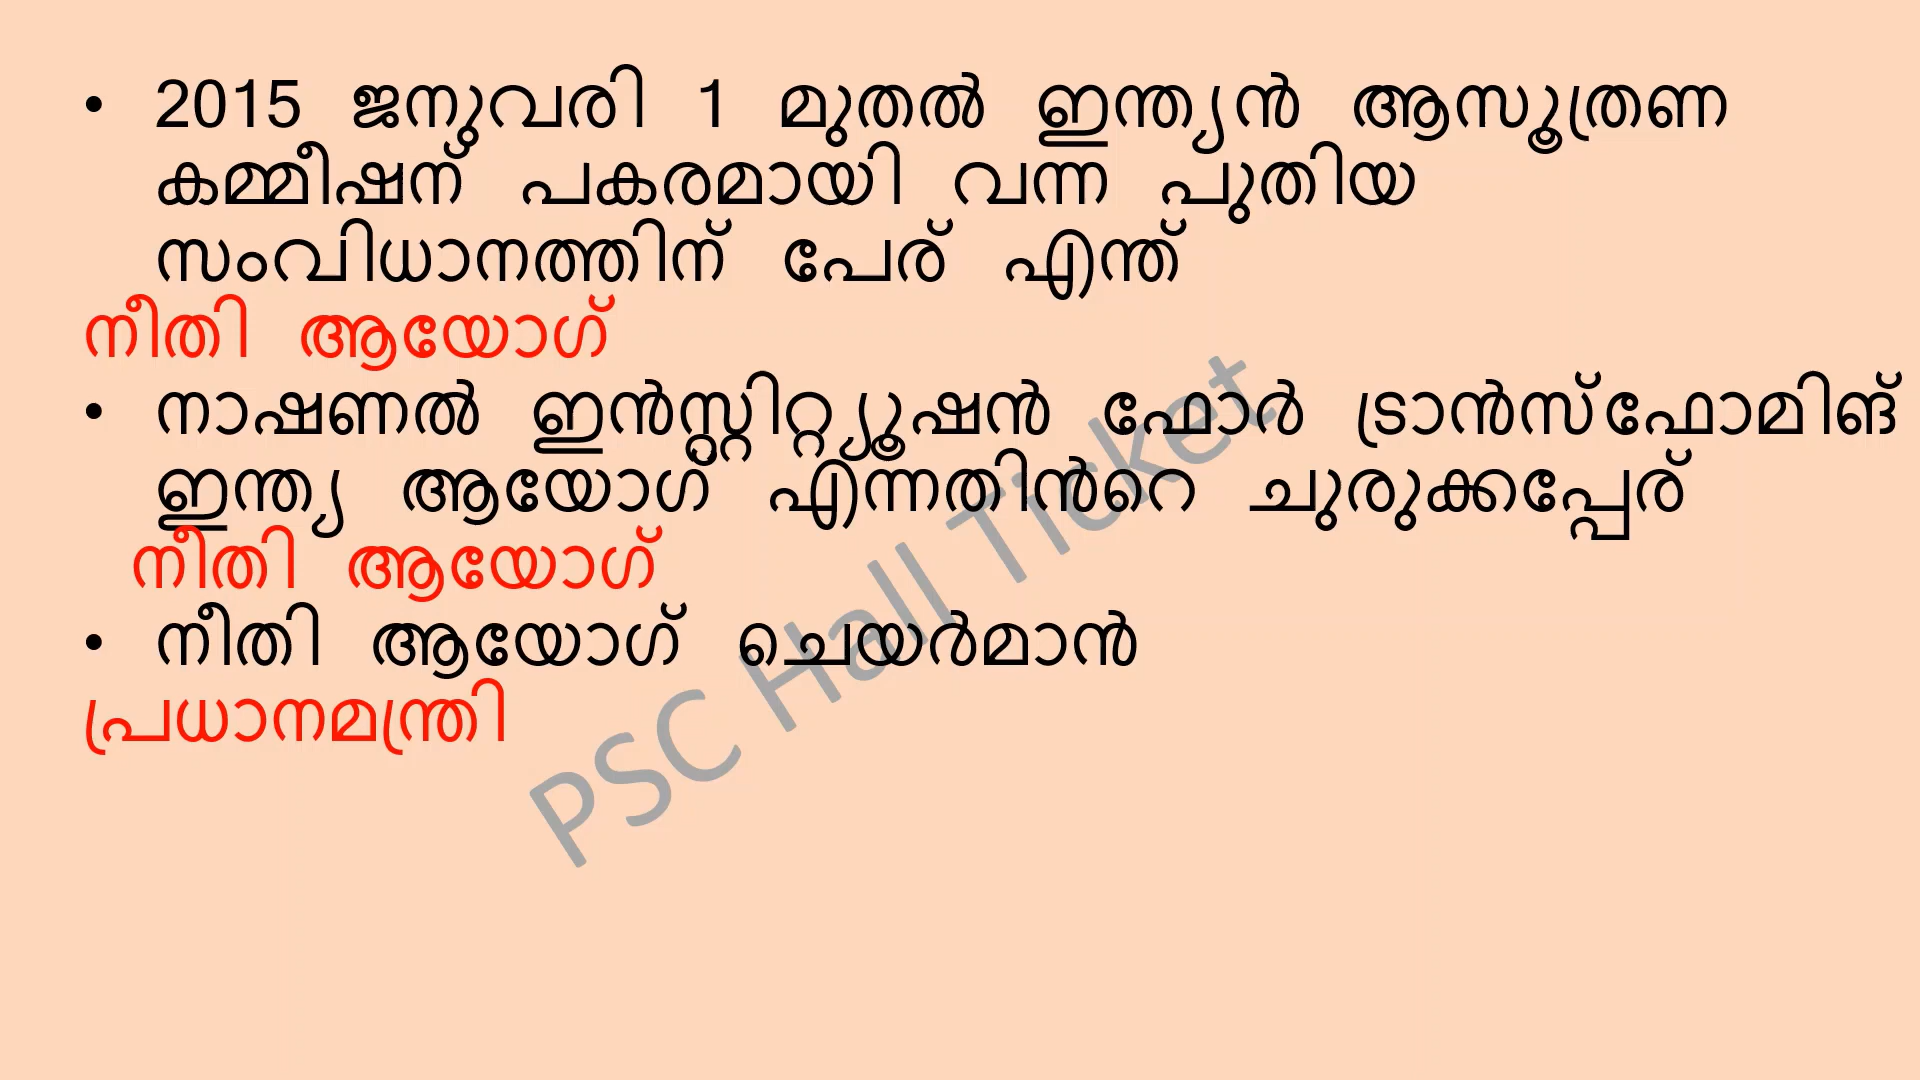 • 2015 ജനുവരി 1 മുതൽ ഇന്ത്യൻ ആസൂത്രണ
കമ്മീഷന് പകരമായി വന്ന പുതിയ
സംവിധാനത്തിന് പേര് എന്ത്
നീതി ആയോഗ്
• നാഷണൽ ഇൻസ്റ്റിറ്റ്യൂഷൻ ഫോർ ട്രാൻസ്ഫോമിങ്
ഇന്ത്യ ആയോഗ് എന്നതിൻറെ ചുരുക്കപ്പേര്
നീതി ആയോഗ്
• നീതി ആയോഗ് ചെയർമാൻ
പ്രധാനമന്ത്രി
PSC Hall Ticket